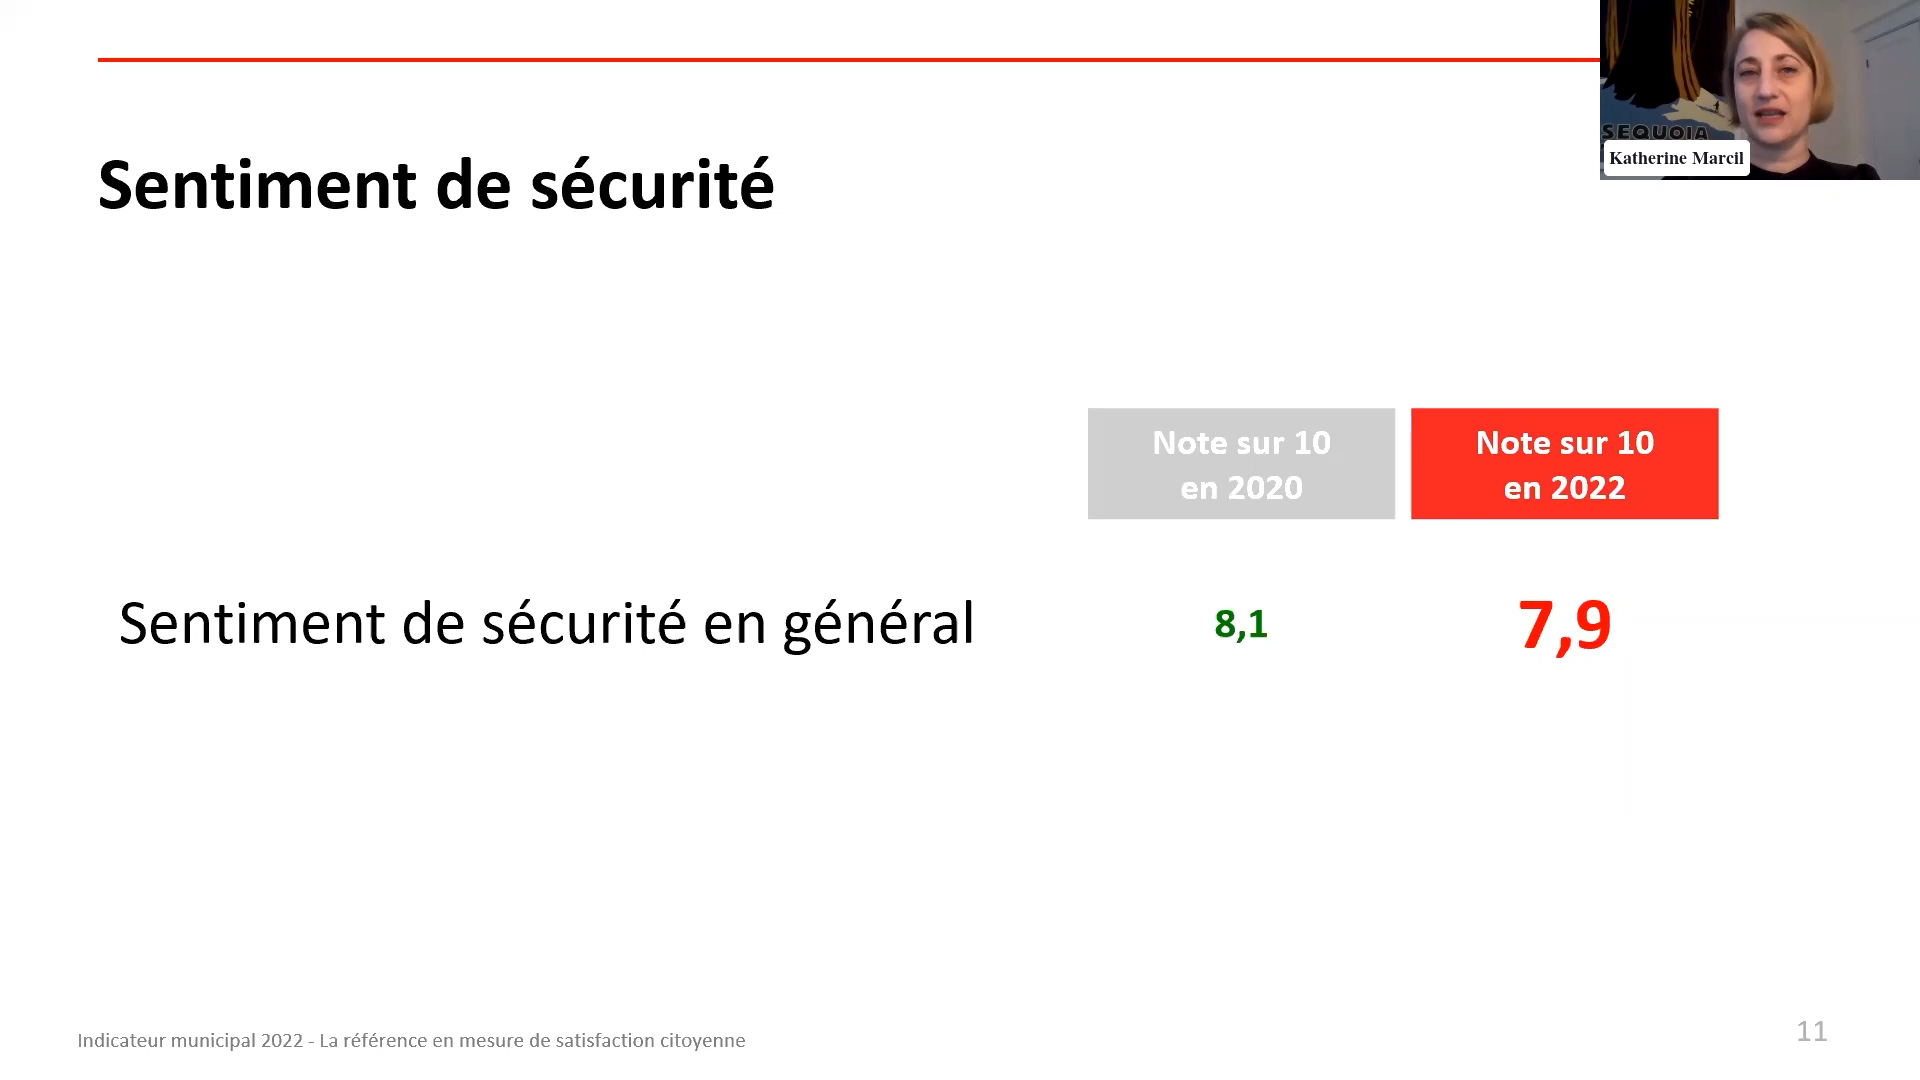 SEQUOIA
Katherine Marcil
Sentiment de sécurité
Note sur 10
en 2020
Note sur 10
en 2022
Sentiment de sécurité en général
8,1
7,9
Indicateur municipal 2022 - La référence en mesure de satisfaction citoyenne
11